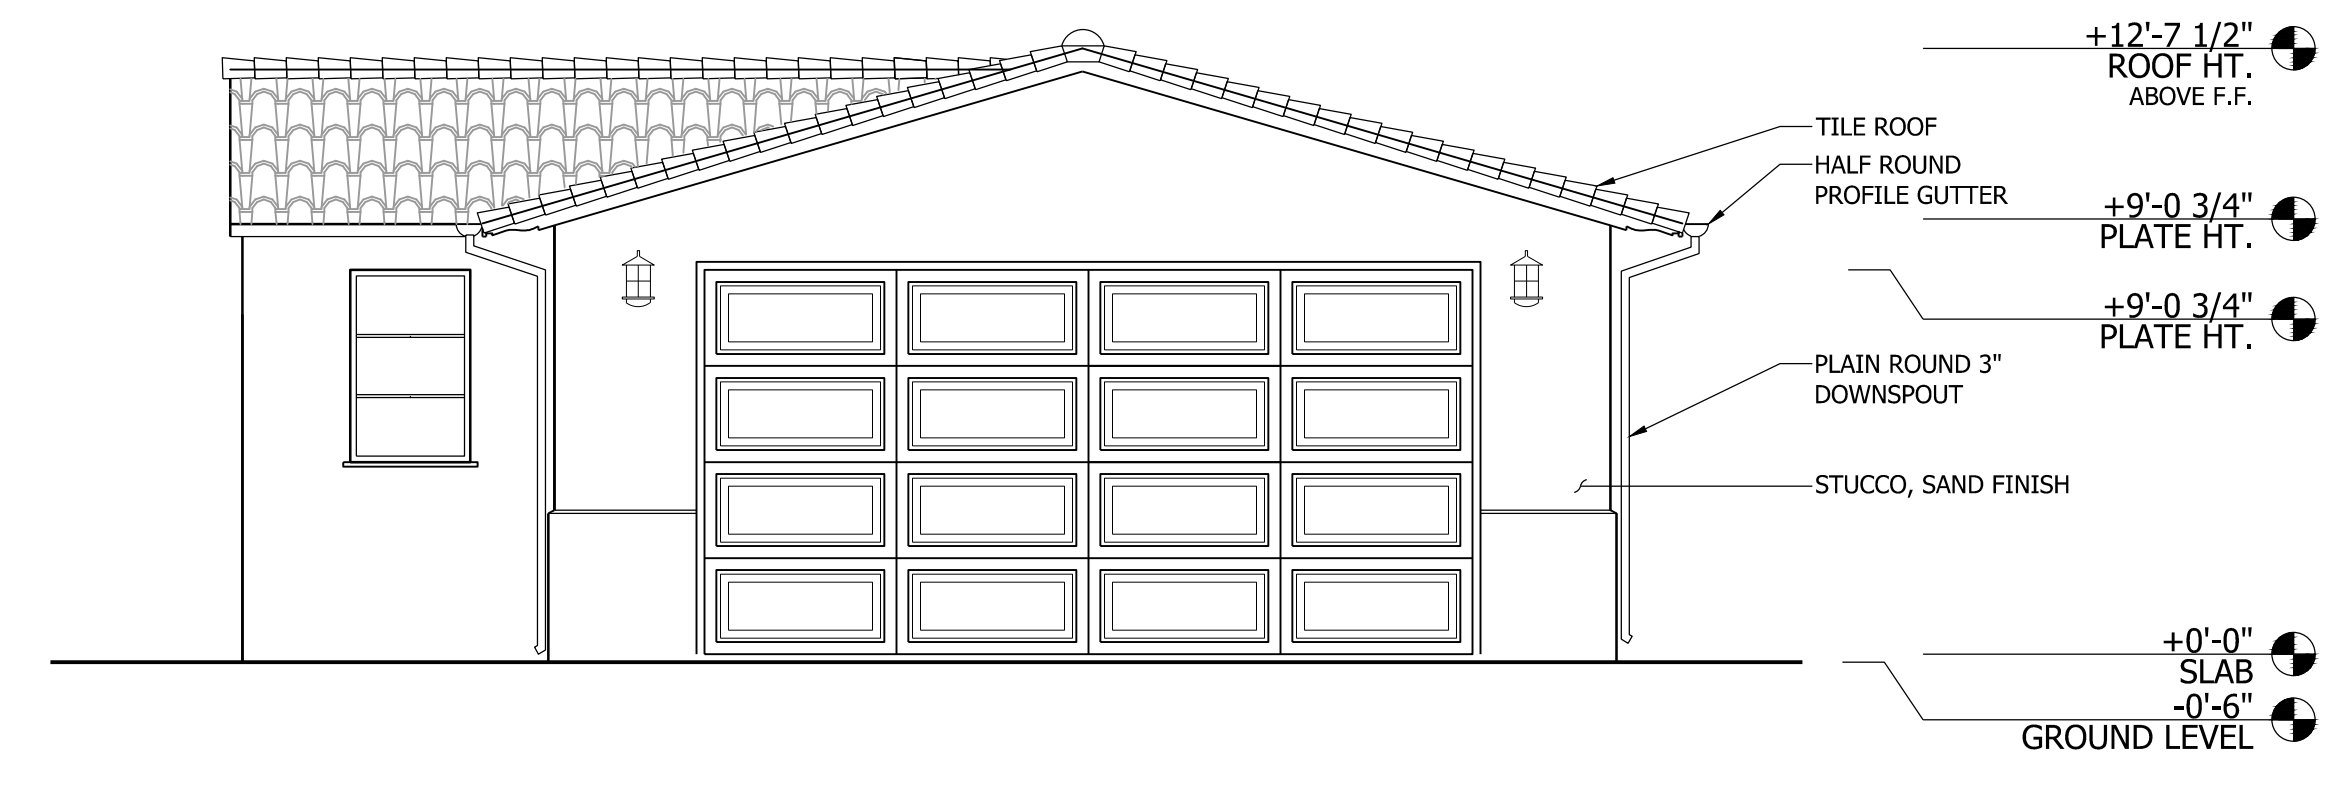 +12'-7 1/2"
ROOF HT.
ABOVE F.F.
TILE ROOF
HALF ROUND
PROFILE GUTTER
+9'-0 3/4"
PLATE HT.
+9'-0 3/4"
PLATE HT.
PLAIN ROUND 3"
DOWNSPOUT
STUCCO, SAND FINISH
+0'-0"
SLAB
-0'-6"
GROUND LEVEL